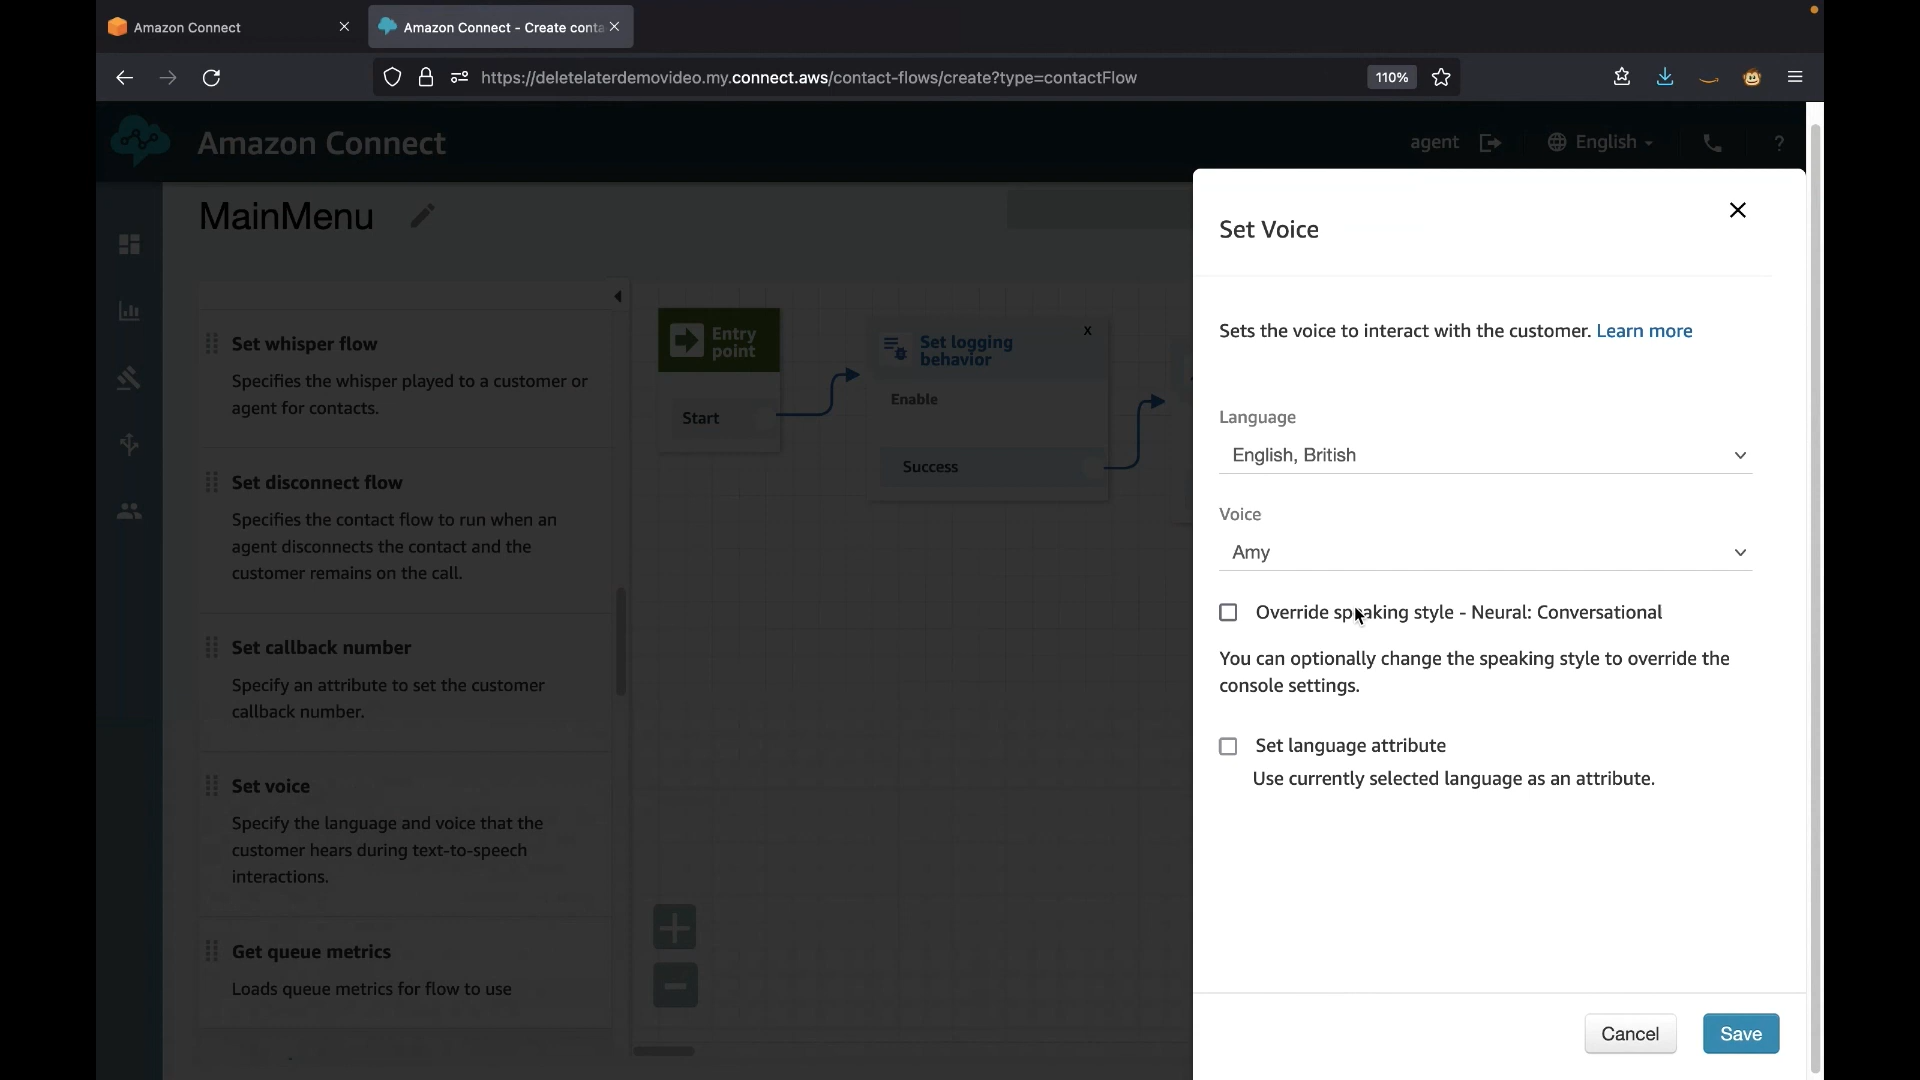 Amazon Connect
Amazon Connect - Create conta
https://deletelaterdemovideo.my.connect.aws/contact-flows/create?type=contactFlow
110%
Amazon Connect
agent
English
?
MainMenu
Set whisper flow
Specifies the whisper played to a customer or
agent for contacts.
Set disconnect flow
Specifies the contact flow to run when an
agent disconnects the contact and the
customer remains on the call.
Set callback number
Specify an attribute to set the customer
callback number.
Set voice
Specify the language and voice that the
customer hears during text-to-speech
interactions.
Get queue metrics
Loads queue metrics for flow to use
Entry
point
Start
Set logging
behavior
x
Enable
Success
Set Voice
Sets the voice to interact with the customer. Learn more
Language
English, British
Voice
Amy
Override speaking style - Neural: Conversational
You can optionally change the speaking style to override the
console settings.
Set language attribute
Use currently selected language as an attribute.
Cancel
Save